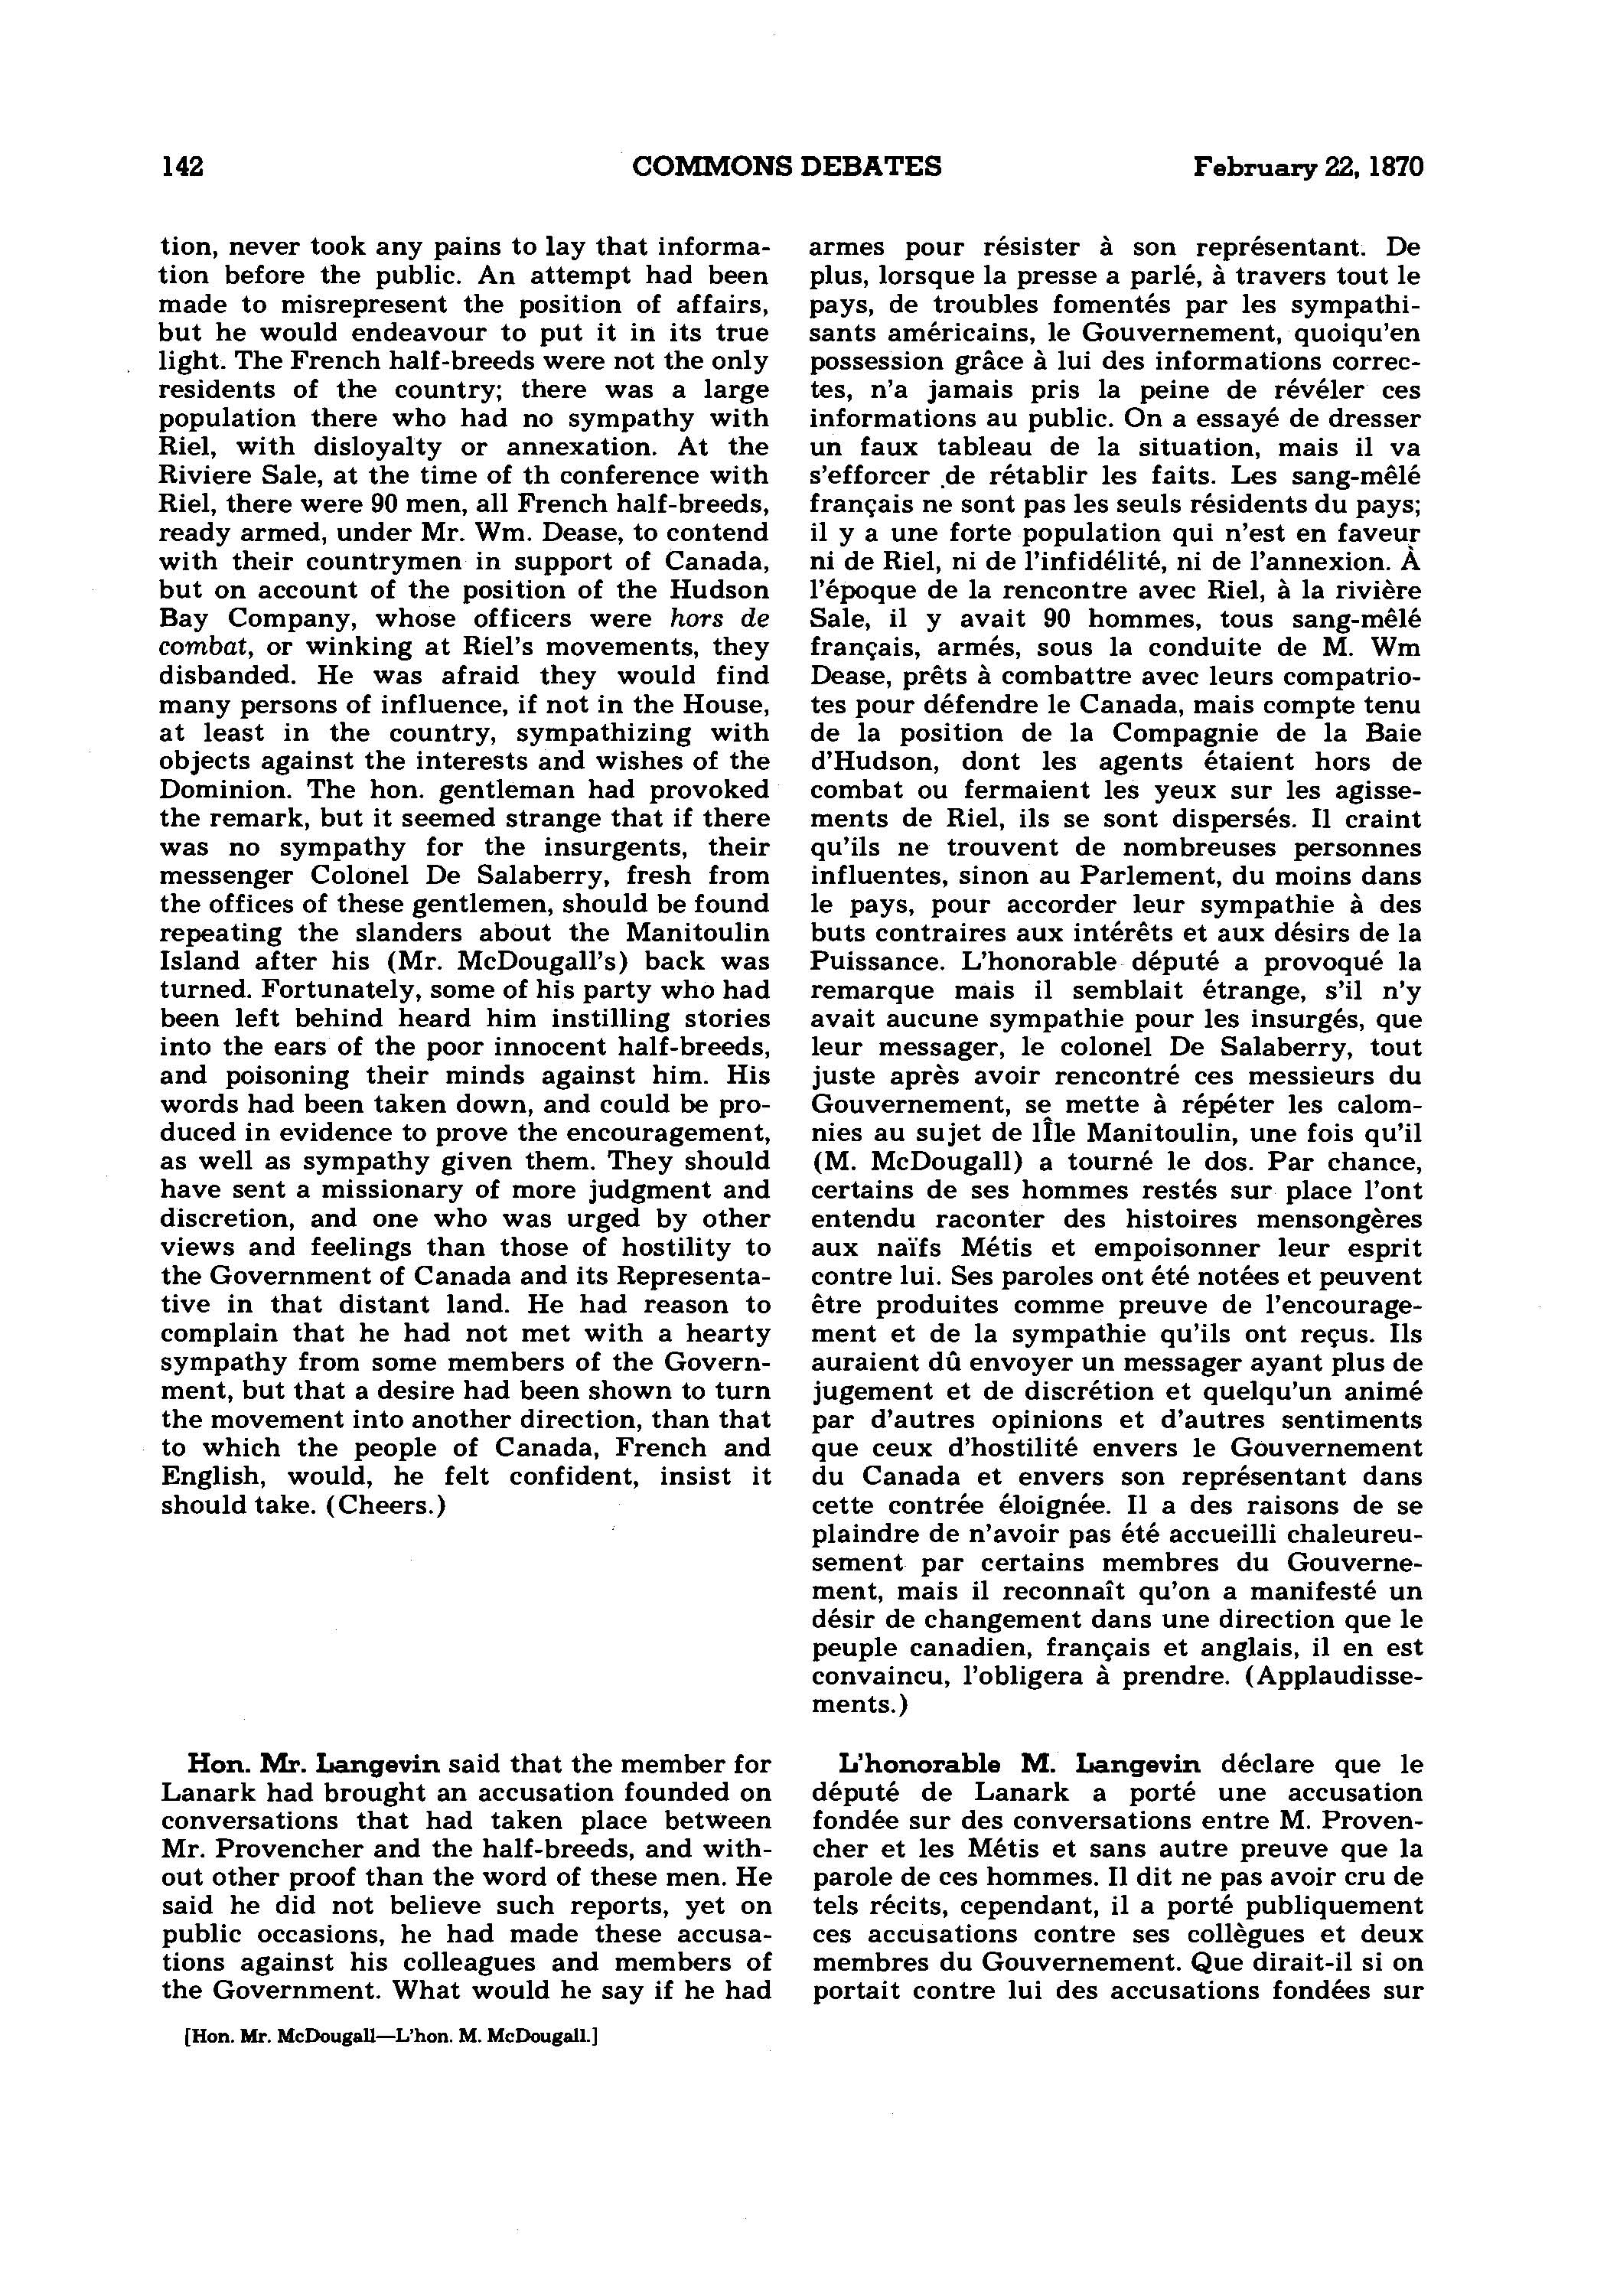 142 COMMONS DEBATES February 22, 1870
tion, never took any pains to lay that informa-
tion before the public. An attempt had been
made to misrepresent the position of affairs,
but he would endeavour to put it in its true
light. The French half-breeds were not the only
residents of the country; there was a large
population there who had no sympathy with
Riel, with disloyalty or annexation. At the
Riviere Sale, at the time of th conference with
Riel, there were 90 men, all French half-breeds,
ready armed, under Mr. Wm. Dease, to contend
with their countrymen in support of Canada,
but on account of the position of the Hudson
Bay Company, whose officers were hors de
combat, or winking at Riel's movements, they
disbanded. He was afraid they would find
many persons of influence, if not in the House,
at least in the country, sympathizing with
objects against the interests and wishes of the
Dominion. The hon. gentleman had provoked
the remark, but it seemed strange that if there
was no sympathy for the insurgents, their
messenger Colonel De Salaberry, fresh from
the offices of these gentlemen, should be found
repeating the slanders about the Manitoulin
Island after his (Mr. McDougall's) back was
turned. Fortunately, some of his party who had
been left behind heard him instilling stories
into the ears of the poor innocent half-breeds,
and poisoning their minds against him. His
words had been taken down, and could be pro-
duced in evidence to prove the encouragement,
as well as sympathy given them. They should
have sent a missionary of more judgment and
discretion, and one who was urged by other
views and feelings than those of hostility to
the Government of Canada and its Representa-
tive in that distant land. He had reason to
complain that he had not met with a hearty
sympathy from some members of the Govern-
ment, but that a desire had been shown to turn
the movement into another direction, than that
to which the people of Canada, French and
English, would, he felt confident, insist it
should take. (Cheers.)
Hon. Mr. Langevin said that the member for
Lanark had brought an accusation founded on
conversations that had taken place between
Mr. Provencher and the half-breeds, and with-
out other proof than the word of these men. He
said he did not believe such reports, yet on
public occasions, he had made these accusa-
tions against his colleagues and members of
the Government. What would he say if he had
armes pour résister à son représentant. De
plus, lorsque la presse a parlé, à travers tout le
pays, de troubles fomentés par les sympathi-
sants américains, le Gouvernement, quoiqu'en
possession grâce à lui des informations correc-
tes, n'a jamais pris la peine de révéler ces
informations au public. On a essayé de dresser
un faux tableau de la situation, mais il va
s'efforcer de rétablir les faits. Les sang-mêlé
français ne sont pas les seuls résidents du pays;
il y a une forte population qui n'est en faveur
ni de Riel, ni de l'infidélité, ni de l'annexion. À
l'époque de la rencontre avec Riel, à la rivière
Sale, il y avait 90 hommes, tous sang-mêlé
français, armés, sous la conduite de M. Wm
Dease, prêts à combattre avec leurs compatrio-
tes pour défendre le Canada, mais compte tenu
de la position de la Compagnie de la Baie
d'Hudson, dont les agents étaient hors de
combat ou fermaient les yeux sur les agisse-
ments de Riel, ils se sont dispersés. Il craint
qu'ils ne trouvent de nombreuses personnes
influentes, sinon au Parlement, du moins dans
le pays, pour accorder leur sympathie à des
buts contraires aux intérêts et aux désirs de la
Puissance. L'honorable député a provoqué la
remarque mais il semblait étrange, s'il n'y
avait aucune sympathie pour les insurgés, que
leur messager, le colonel De Salaberry, tout
juste après avoir rencontré ces messieurs du
Gouvernement, se mette à répéter les calom-
nies au sujet de lÎle Manitoulin, une fois qu'il
(M. McDougall) a tourné le dos. Par chance,
certains de ses hommes restés sur place l'ont
entendu raconter des histoires mensongères
aux naïfs Métis et empoisonner leur esprit
contre lui. Ses paroles ont été notées et peuvent
être produites comme preuve de l'encourage-
ment et de la sympathie qu'ils ont reçus. Ils
auraient dû envoyer un messager ayant plus de
jugement et de discrétion et quelqu'un animé
par d'autres opinions et d'autres sentiments
que ceux d'hostilité envers le Gouvernement
du Canada et envers son représentant dans
cette contrée éloignée. Il a des raisons de se
plaindre de n'avoir pas été accueilli chaleureu-
sement par certains membres du Gouverne-
ment, mais il reconnaît qu'on a manifesté un
désir de changement dans une direction que le
peuple canadien, français et anglais, il en est
convaincu, l'obligera à prendre. (Applaudisse-
ments.)
L'honorable M. Langevin déclare que le
député de Lanark a porté une accusation
fondée sur des conversations entre M. Proven-
cher et les Métis et sans autre preuve que la
parole de ces hommes. Il dit ne pas avoir cru de
tels récits, cependant, il a porté publiquement
ces accusations contre ses collègues et deux
membres du Gouvernement. Que dirait-il si on
portait contre lui des accusations fondées sur
[Hon. Mr. McDougall—L'hon. M. McDougall.]